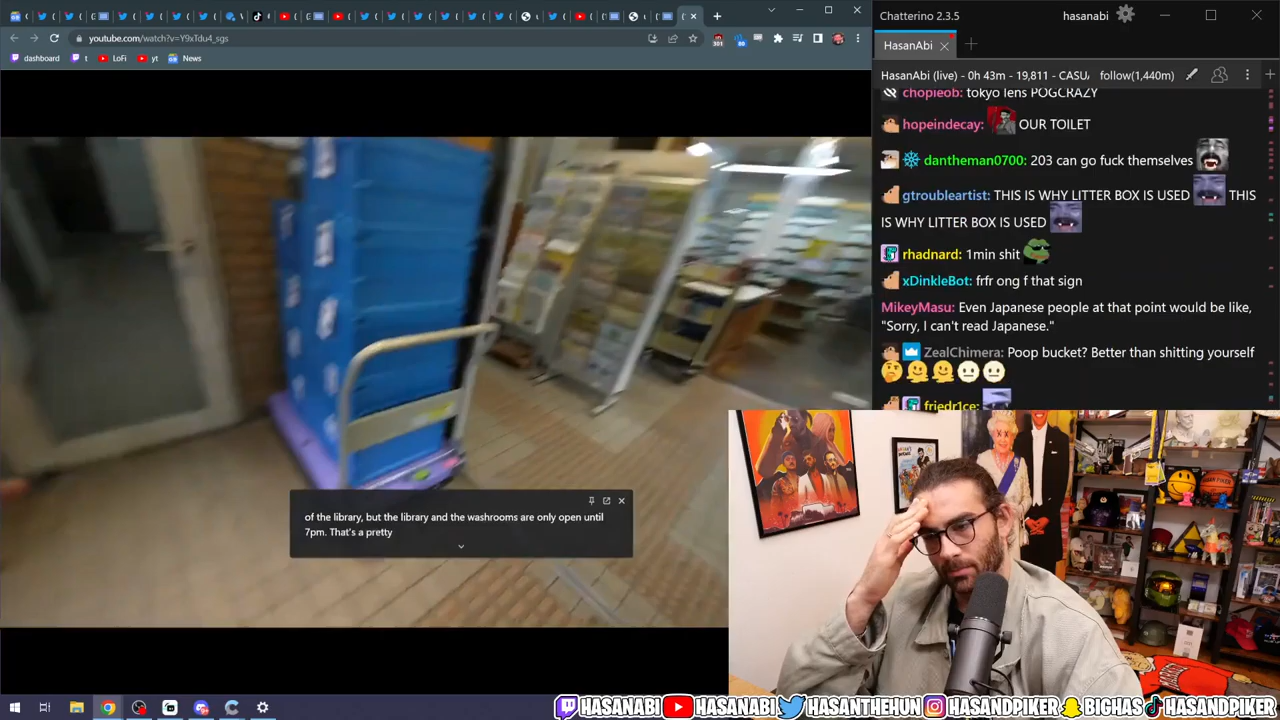 youtube.com/watch?v=Y9xTdu4_sgs
dashboard
t
LoFi
yt
News
of the library, but the library and the washrooms are only open until
7pm. That's a pretty
Chatterino 2.3.5
hasanabi
HasanAbi
HasanAbi (live) - 0h 43m - 19,811 - CASU
follow(1,440m)
chopieob: tokyo lens POGCRAZY
hopeindecay: OUR TOILET
dantheman0700: 203 can go fuck themselves
gtroubleartist: THIS IS WHY LITTER BOX IS USED THIS
IS WHY LITTER BOX IS USED
rhadnard: 1min shit
xDinkleBot: frfr ong f that sign
MikeyMasu: Even Japanese people at that point would be like,
"Sorry, I can't read Japanese."
ZealChimera: Poop bucket? Better than shitting yourself
friedr1ce:
HASANABI
HASANABI
HASANTHEHUN
HASANDPIKER
BIGHAS
HASANDPIKER